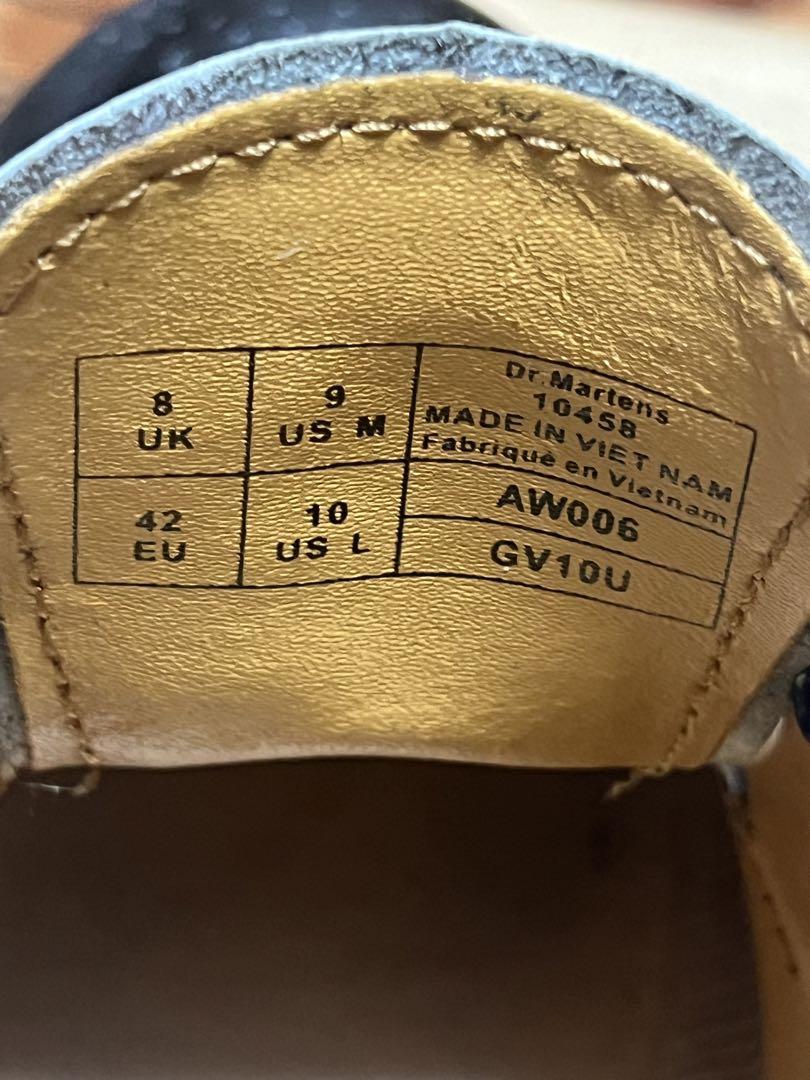 8
UK
9
US M
42
EU
10
US L
Dr.Martens
10458
MADE IN VIET NAM
Fabriqué en Vietnam
AW006
GV10U